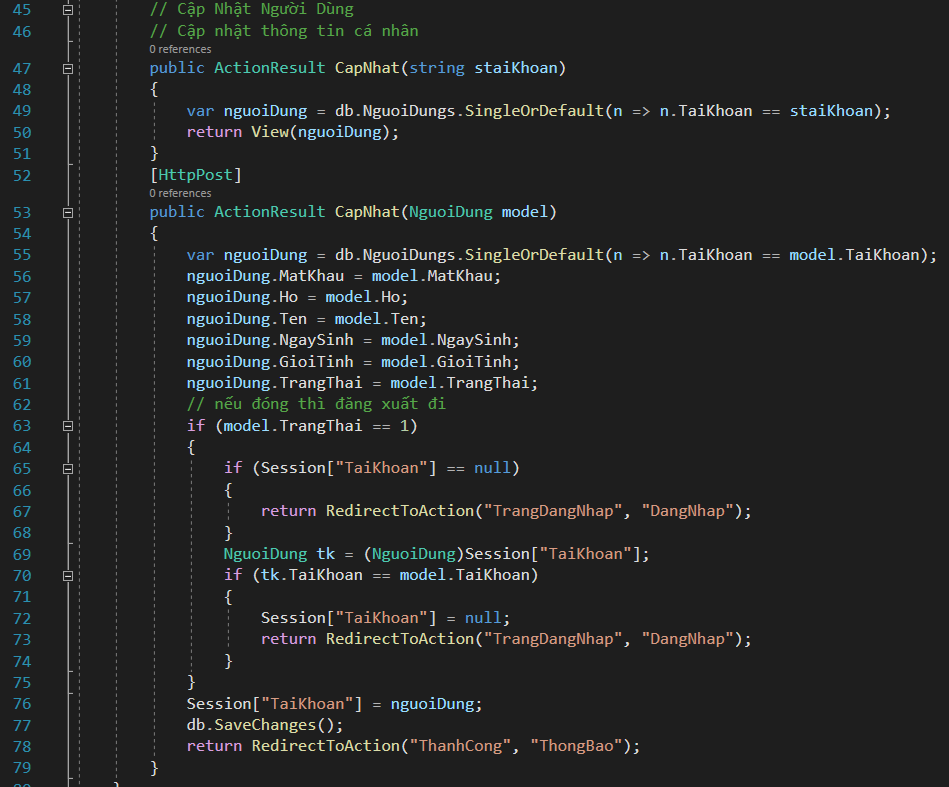 45 // Cập Nhật Người Dùng
46 // Cập nhật thông tin cá nhân
0 references
47 public ActionResult CapNhat(string staiKhoan)
48 {
49 var nguoiDung = db.NguoiDungs.SingleOrDefault(n => n.TaiKhoan == staiKhoan);
50 return View(nguoiDung);
51 }
52 [HttpPost]
0 references
53 public ActionResult CapNhat(NguoiDung model)
54 {
55 var nguoiDung = db.NguoiDungs.SingleOrDefault(n => n.TaiKhoan == model.TaiKhoan);
56 nguoiDung.MatKhau = model.MatKhau;
57 nguoiDung.Ho = model.Ho;
58 nguoiDung.Ten = model.Ten;
59 nguoiDung.NgaySinh = model.NgaySinh;
60 nguoiDung.GioiTinh = model.GioiTinh;
61 nguoiDung.TrangThai = model.TrangThai;
62 // nếu đóng thì đăng xuất đi
63 if (model.TrangThai == 1)
64 {
65 if (Session["TaiKhoan"] == null)
66 {
67 return RedirectToAction("TrangDangNhap", "DangNhap");
68 }
69 NguoiDung tk = (NguoiDung)Session["TaiKhoan"];
70 if (tk.TaiKhoan == model.TaiKhoan)
71 {
72 Session["TaiKhoan"] = null;
73 return RedirectToAction("TrangDangNhap", "DangNhap");
74 }
75 }
76 Session["TaiKhoan"] = nguoiDung;
77 db.SaveChanges();
78 return RedirectToAction("ThanhCong", "ThongBao");
79 }